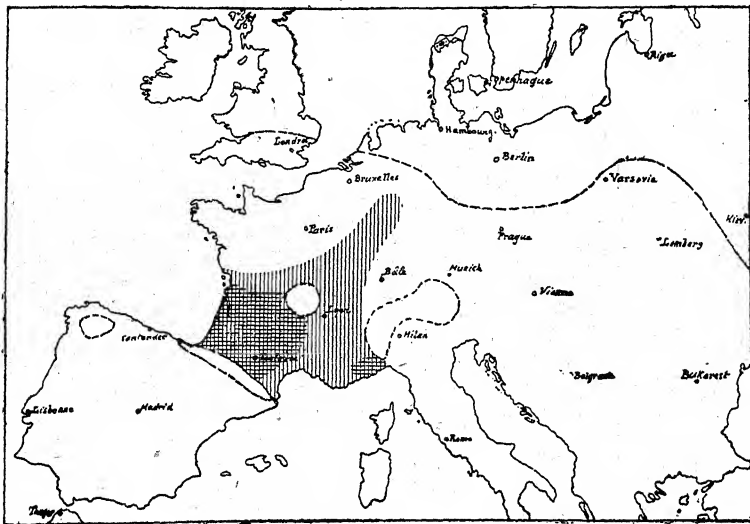 Riga
Copenhague
Hambourg
Londres
Berlin
Bruxelles
Varsovie
Kiev
Paris
Prague
Lemberg
Bâle
Munich
Vienne
Lyon
Milan
Santander
Toulouse
Belgrade
Bukarest
Lisbonne
Madrid
Rome